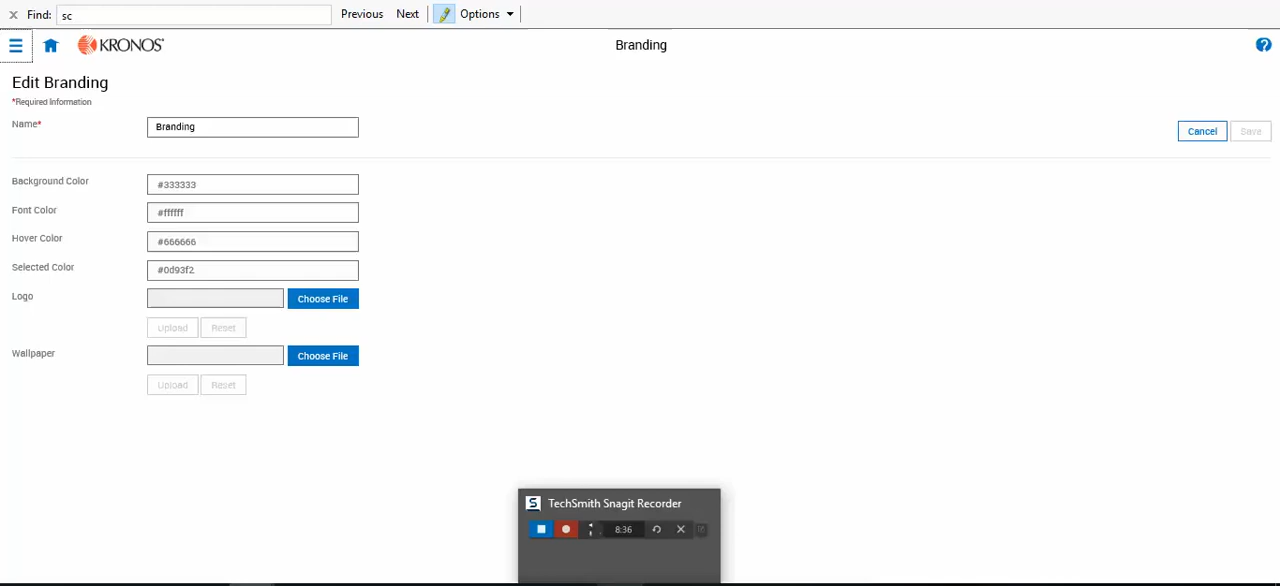 Find: sc Previous Next Options
KRONOS Branding
Edit Branding
*Required Information
Name* Branding Cancel Save
Background Color #333333
Font Color #ffffff
Hover Color #666666
Selected Color #0d93f2
Logo Choose File
Upload Reset
Wallpaper Choose File
Upload Reset
S TechSmith Snagit Recorder
8:36